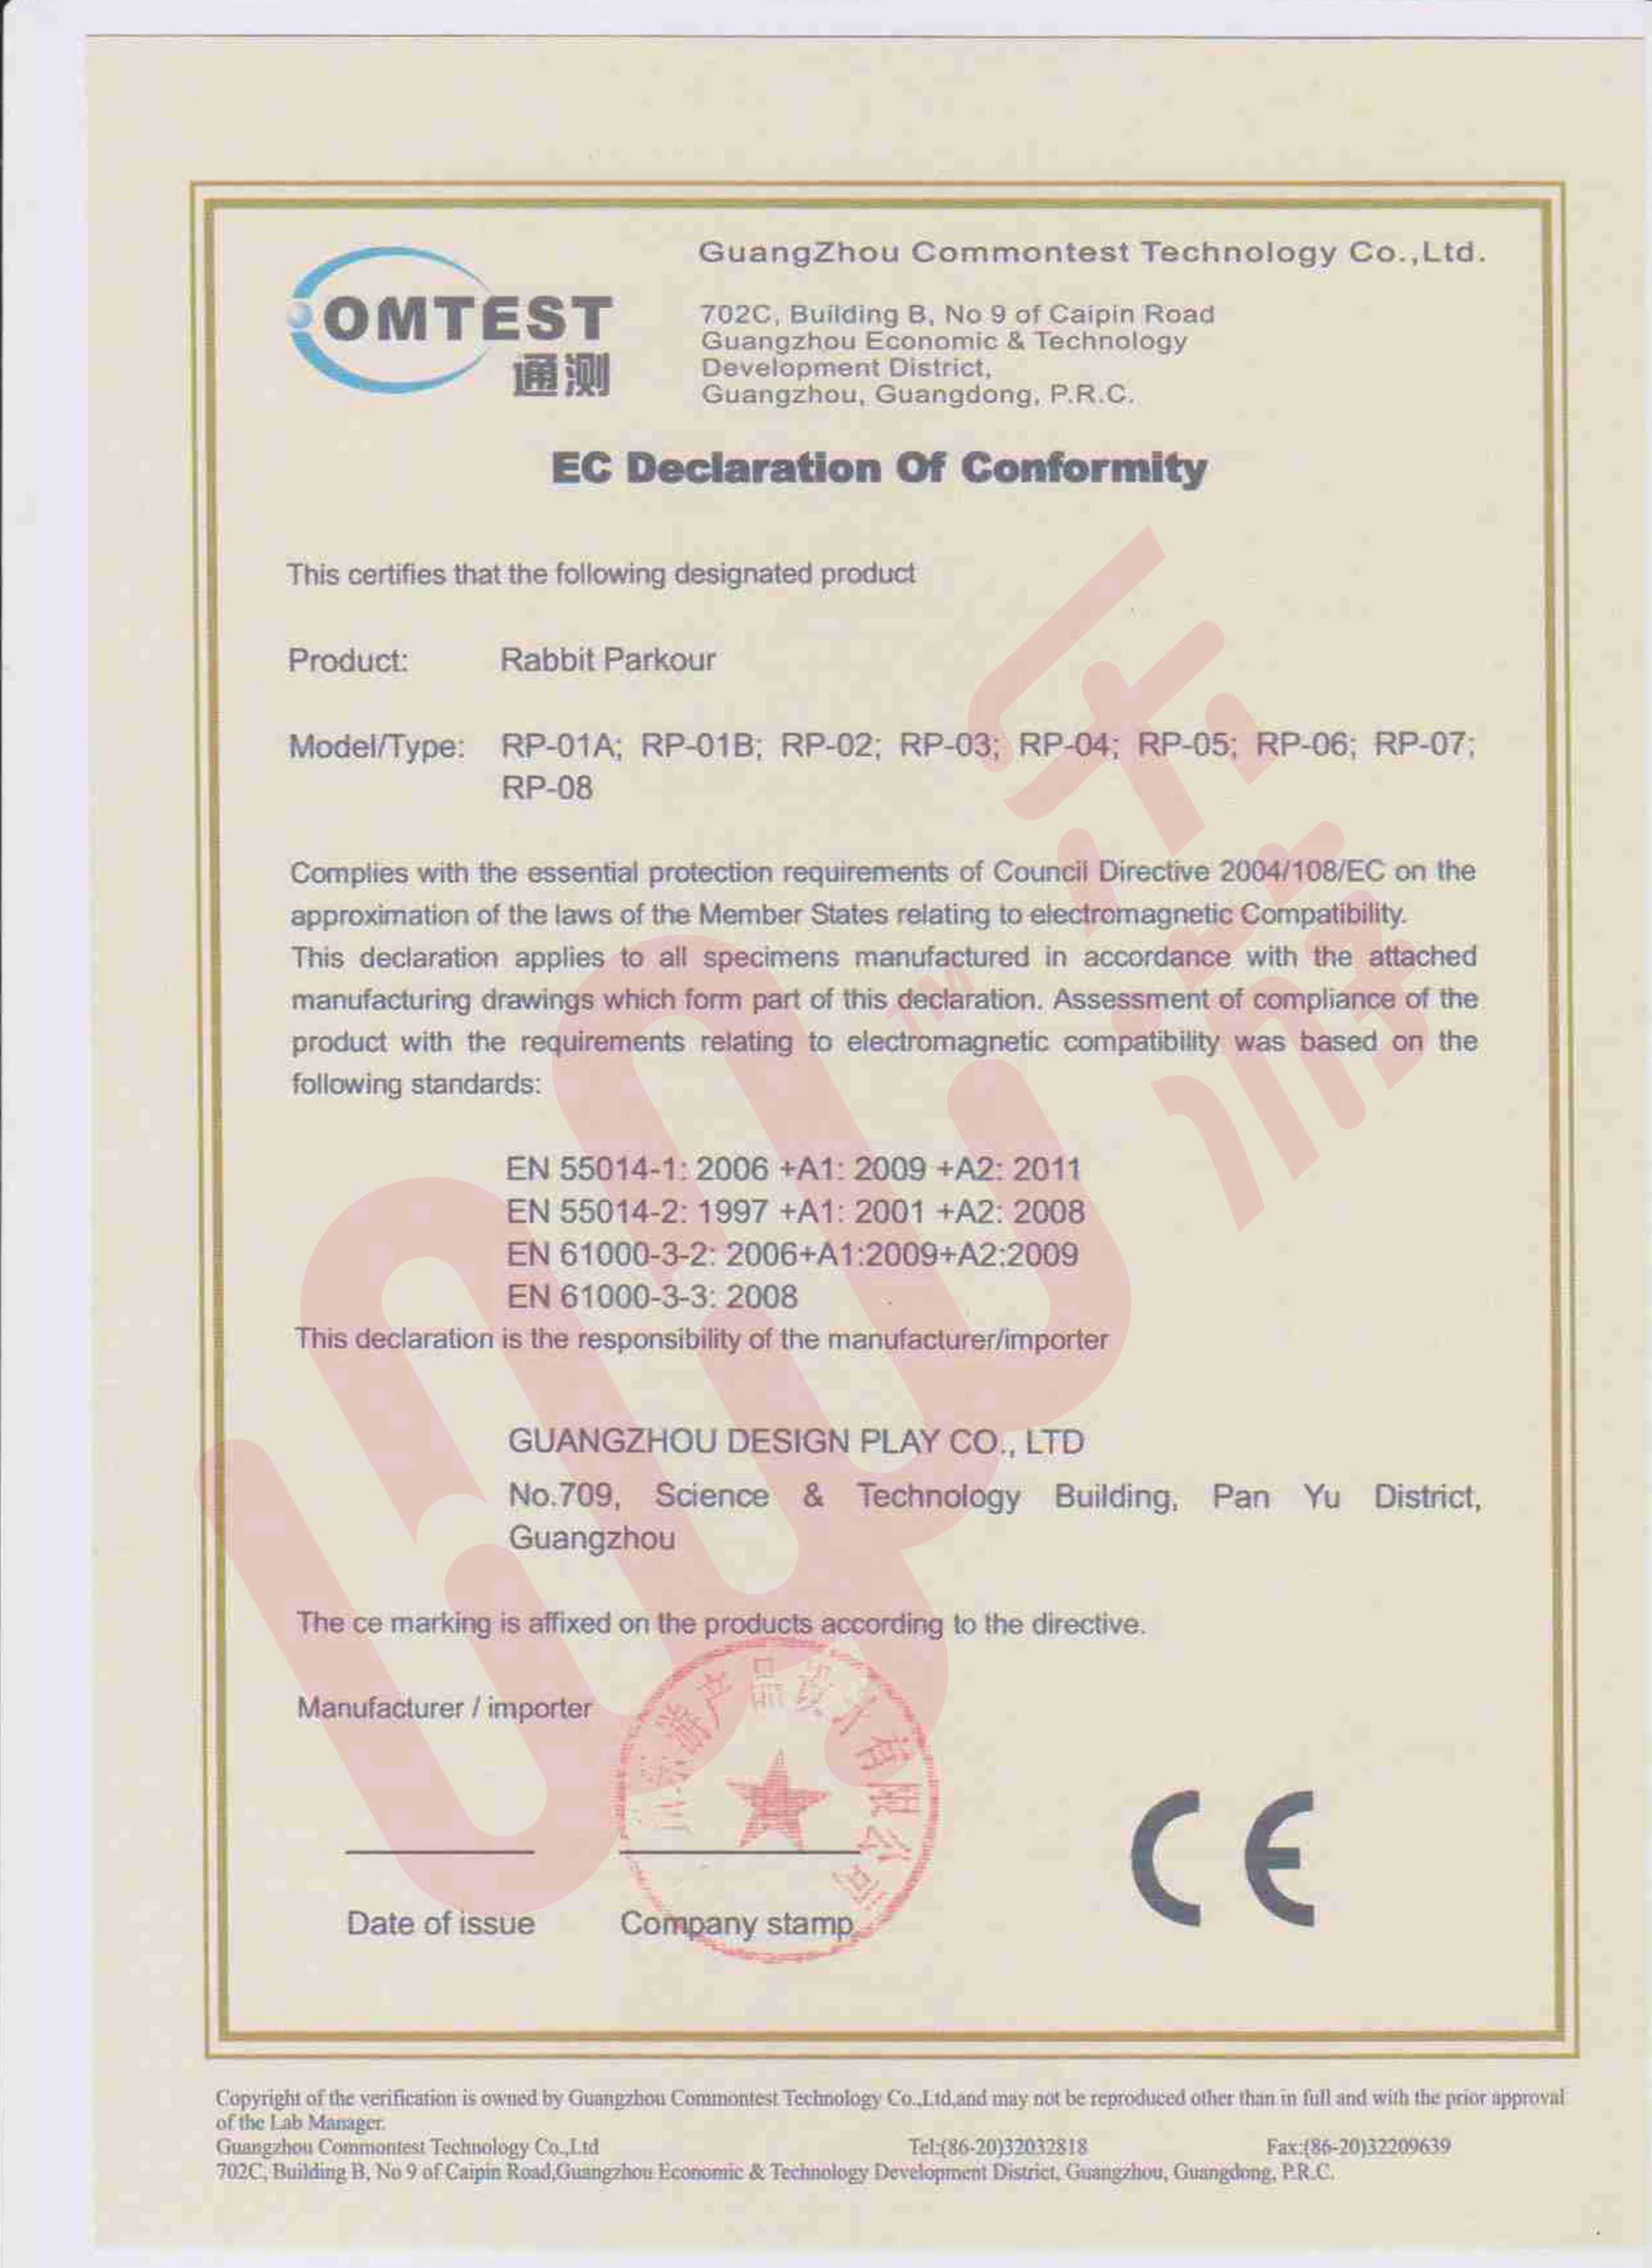 OMTEST
通测
GuangZhou Commontest Technology Co.,Ltd.
702C, Building B, No 9 of Caipin Road
Guangzhou Economic & Technology
Development District,
Guangzhou, Guangdong, P.R.C.
EC Declaration Of Conformity
This certifies that the following designated product
Product: Rabbit Parkour
Model/Type: RP-01A; RP-01B; RP-02; RP-03; RP-04; RP-05; RP-06; RP-07;
RP-08
Complies with the essential protection requirements of Council Directive 2004/108/EC on the
approximation of the laws of the Member States relating to electromagnetic Compatibility.
This declaration applies to all specimens manufactured in accordance with the attached
manufacturing drawings which form part of this declaration. Assessment of compliance of the
product with the requirements relating to electromagnetic compatibility was based on the
following standards:
EN 55014-1: 2006 +A1: 2009 +A2: 2011
EN 55014-2: 1997 +A1: 2001 +A2: 2008
EN 61000-3-2: 2006+A1:2009+A2:2009
EN 61000-3-3: 2008
This declaration is the responsibility of the manufacturer/importer
GUANGZHOU DESIGN PLAY CO., LTD
No.709, Science & Technology Building, Pan Yu District,
Guangzhou
The ce marking is affixed on the products according to the directive.
Manufacturer / importer
游产品设计有限公司
CE
Date of issue Company stamp
Copyright of the verification is owned by Guangzhou Commontest Technology Co.,Ltd,and may not be reproduced other than in full and with the prior approval
of the Lab Manager.
Guangzhou Commontest Technology Co.,Ltd Tel:(86-20)32032818 Fax:(86-20)32209639
702C, Building B, No 9 of Caipin Road,Guangzhou Economic & Technology Development District, Guangzhou, Guangdong, P.R.C.
乐游
TM